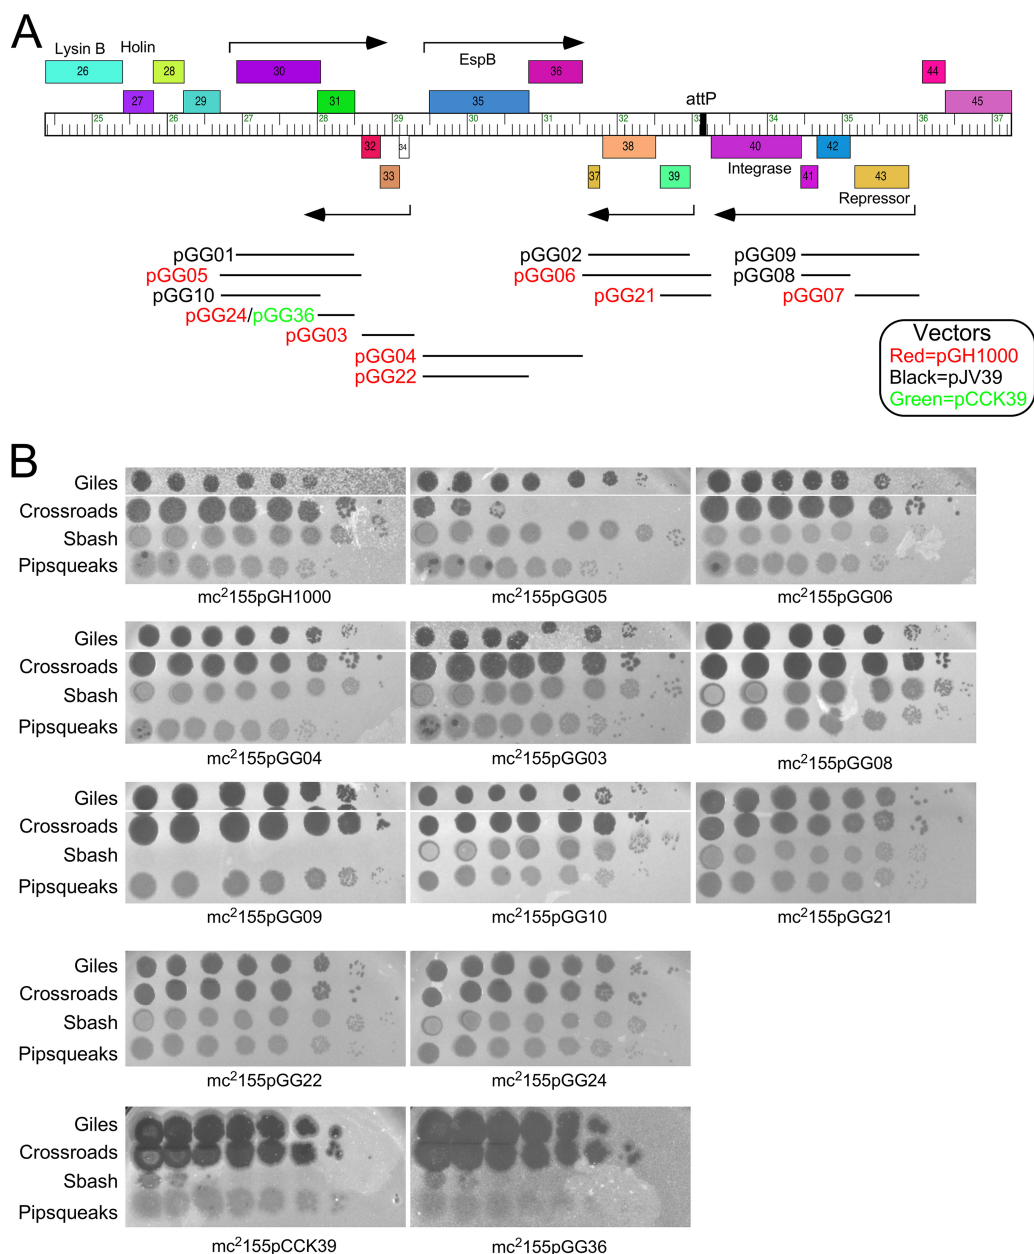 A
Lysin B
Holin
EspB
26
28
30
36
44
27
29
31
35
attP
45
25
26
27
28
29
30
31
32
33
34
35
36
37
32
34
38
40
42
33
37
39
Integrase
41
43
Repressor
pGG01
pGG02
pGG09
pGG05
pGG06
pGG08
pGG10
pGG21
pGG07
pGG24/pGG36
pGG03
pGG04
pGG22
Vectors
Red=pGH1000
Black=pJV39
Green=pCCK39
B
Giles
Crossroads
Sbash
Pipsqueaks
mc²155pGH1000
mc²155pGG05
mc²155pGG06
Giles
Crossroads
Sbash
Pipsqueaks
mc²155pGG04
mc²155pGG03
mc²155pGG08
Giles
Crossroads
Sbash
Pipsqueaks
mc²155pGG09
mc²155pGG10
mc²155pGG21
Giles
Crossroads
Sbash
Pipsqueaks
mc²155pGG22
mc²155pGG24
Giles
Crossroads
Sbash
Pipsqueaks
mc²155pCCK39
mc²155pGG36